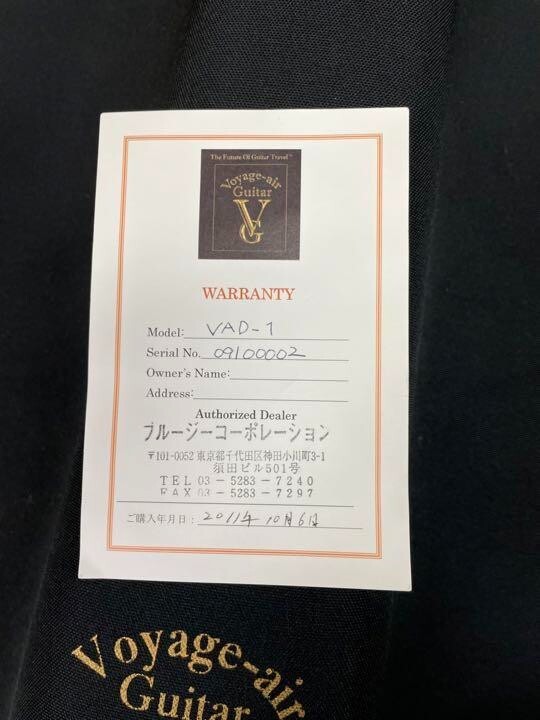 The Future Of Guitar Travel™
Voyage-air
Guitar
VG
WARRANTY
Model: VAD-1
Serial No. 09100002
Owner's Name:
Address:
Authorized Dealer
ブルージーコーポレーション
〒101-0052 東京都千代田区神田小川町3-1
須田ビル501号
TEL 03-5283-7240
FAX 03-5283-7297
ご購入年月日: 2011年10月6日
Voyage-air
Guitar